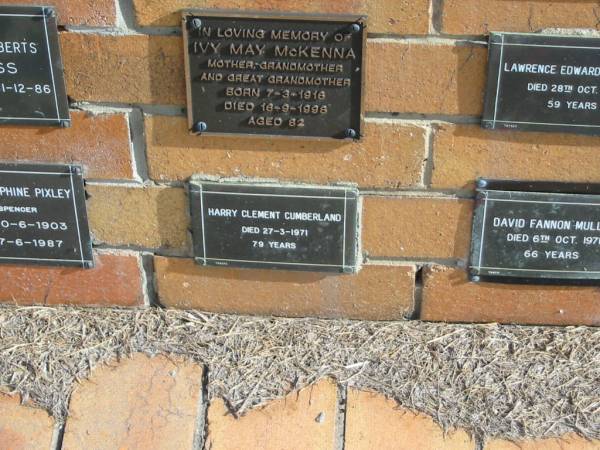 BERTS
SS
1-12-86
IN LOVING MEMORY OF
IVY MAY McKENNA
MOTHER,-GRANDMOTHER
AND GREAT GRANDMOTHER
BORN 7-3-1916
DIED 16-9-1998
AGED 82
LAWRENCE EDWARD
DIED 28TH OCT.
59 YEARS
PHINE PIXLEY
SPENCER
0-6-1903
7-6-1987
HARRY CLEMENT CUMBERLAND
DIED 27-3-1971
79 YEARS
DAVID FANNON MULL
DIED 6TH OCT. 1971
66 YEARS